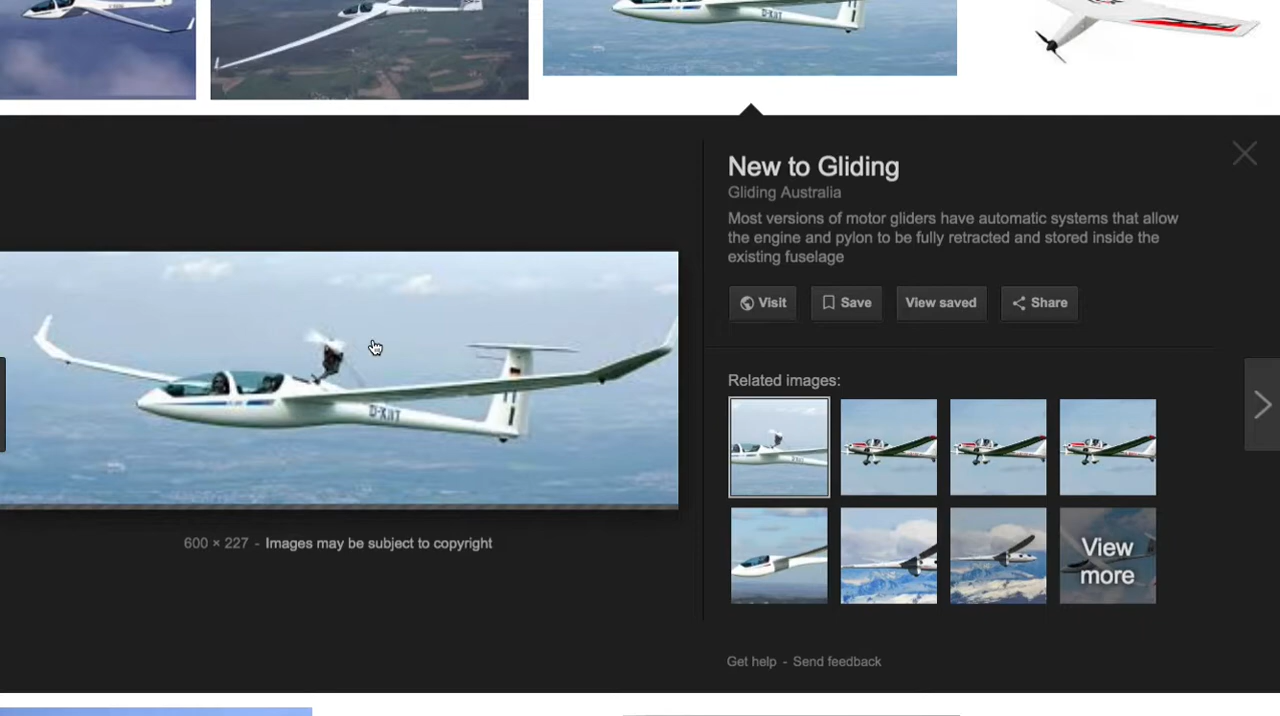 New to Gliding
Gliding Australia
Most versions of motor gliders have automatic systems that allow
the engine and pylon to be fully retracted and stored inside the
existing fuselage
Visit
Save
View saved
Share
Related images:
View
more
600 × 227 - Images may be subject to copyright
Get help - Send feedback